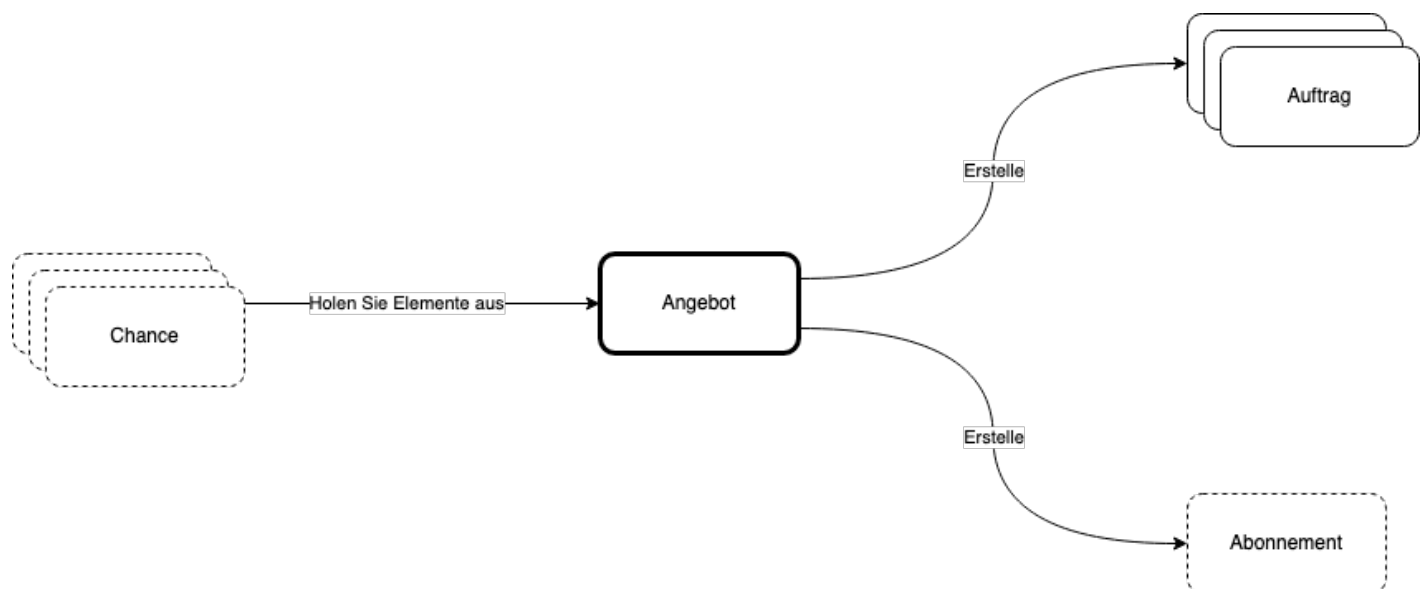 Auftrag
Erstelle
Holen Sie Elemente aus
Angebot
Chance
Erstelle
Abonnement